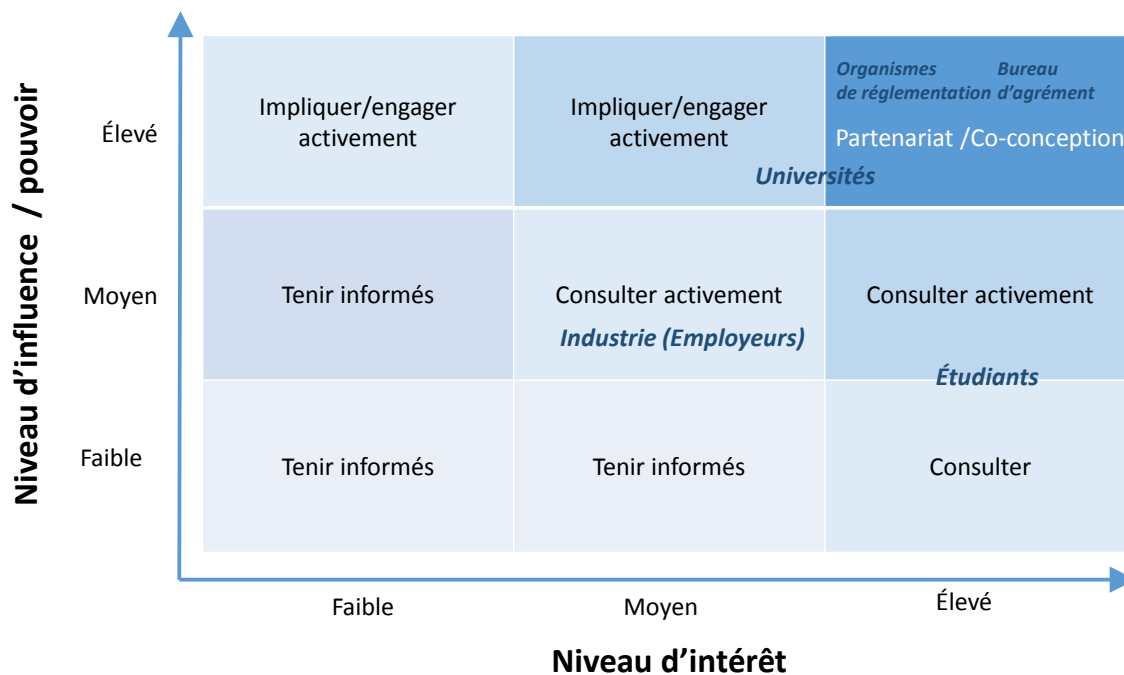 Niveau d’influence / pouvoir
Élevé
Impliquer/engager
activement
Impliquer/engager
activement
Organismes
de réglementation
Bureau
d’agrément
Partenariat /Co-conception
Universités
Moyen
Tenir informés
Consulter activement
Consulter activement
Industrie (Employeurs)
Étudiants
Faible
Tenir informés
Tenir informés
Consulter
Faible
Moyen
Élevé
Niveau d’intérêt